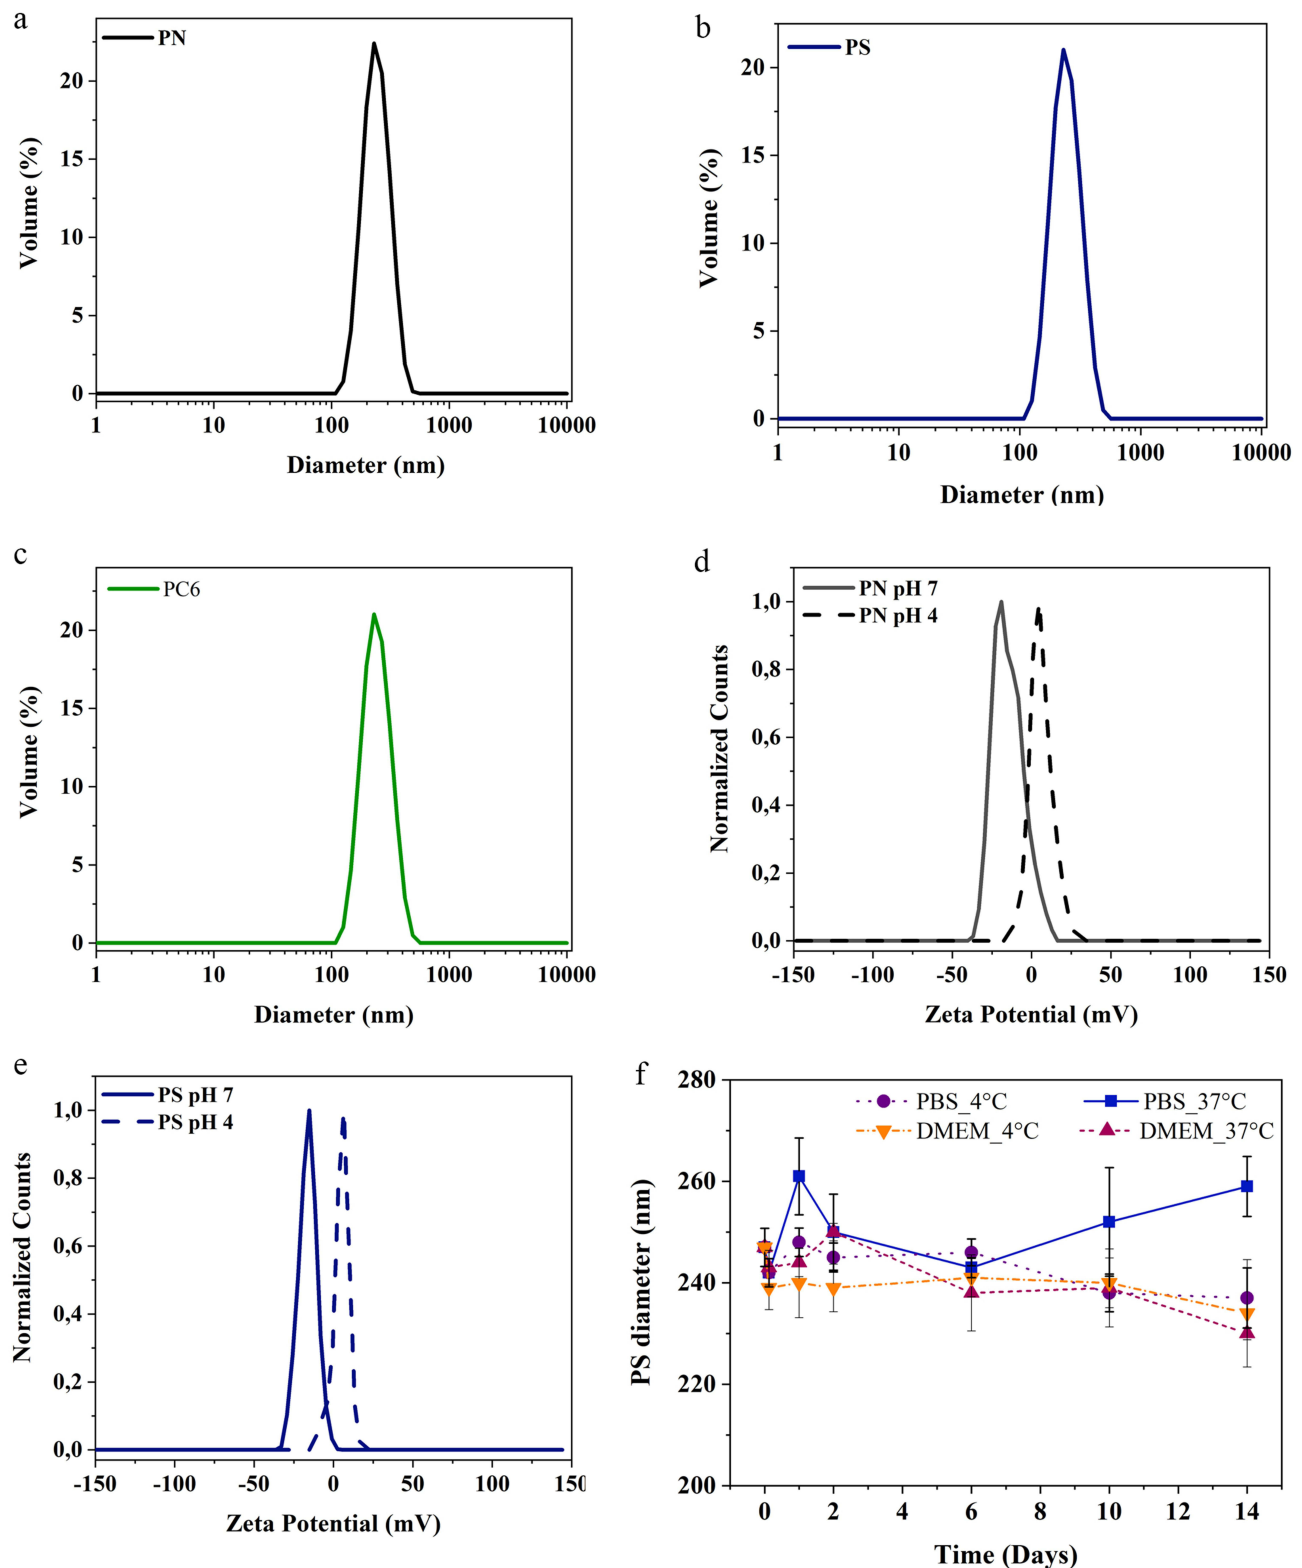 a
PN
20
15
10
5
0
Volume (%)
1 10 100 1000 10000
Diameter (nm)
b
PS
20
15
10
5
0
Volume (%)
1 10 100 1000 10000
Diameter (nm)
c
PC6
20
15
10
5
0
Volume (%)
1 10 100 1000 10000
Diameter (nm)
d
PN pH 7
PN pH 4
1,0
0,8
0,6
0,4
0,2
0,0
Normalized Counts
-150 -100 -50 0 50 100 150
Zeta Potential (mV)
e
PS pH 7
PS pH 4
1,0
0,8
0,6
0,4
0,2
0,0
Normalized Counts
-150 -100 -50 0 50 100 150
Zeta Potential (mV)
f
PBS_4°C PBS_37°C
DMEM_4°C DMEM_37°C
280
260
240
220
200
PS diameter (nm)
0 2 4 6 8 10 12 14
Time (Days)